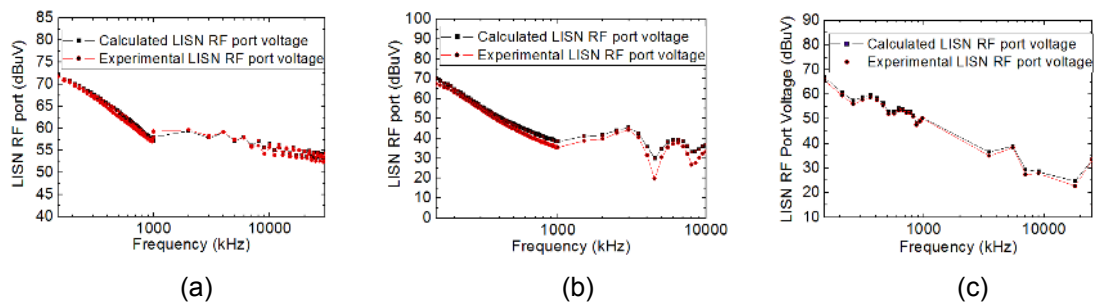 85
80
75
70
65
60
55
50
45
40
LISN RF port (dBuV)
Calculated LISN RF port voltage
Experimental LISN RF port voltage
1000
10000
Frequency (kHz)
(a)
100
90
80
70
60
50
40
30
20
10
0
LISN RF port (dBuV)
Calculated LISN RF port voltage
Experimental LISN RF port voltage
1000
10000
Frequency (kHz)
(b)
90
80
70
60
50
40
30
20
10
LISN RF Port Voltage (dBuV)
Calculated LISN RF port voltage
Experimental LISN RF port voltage
1000
10000
Frequency (kHz)
(c)